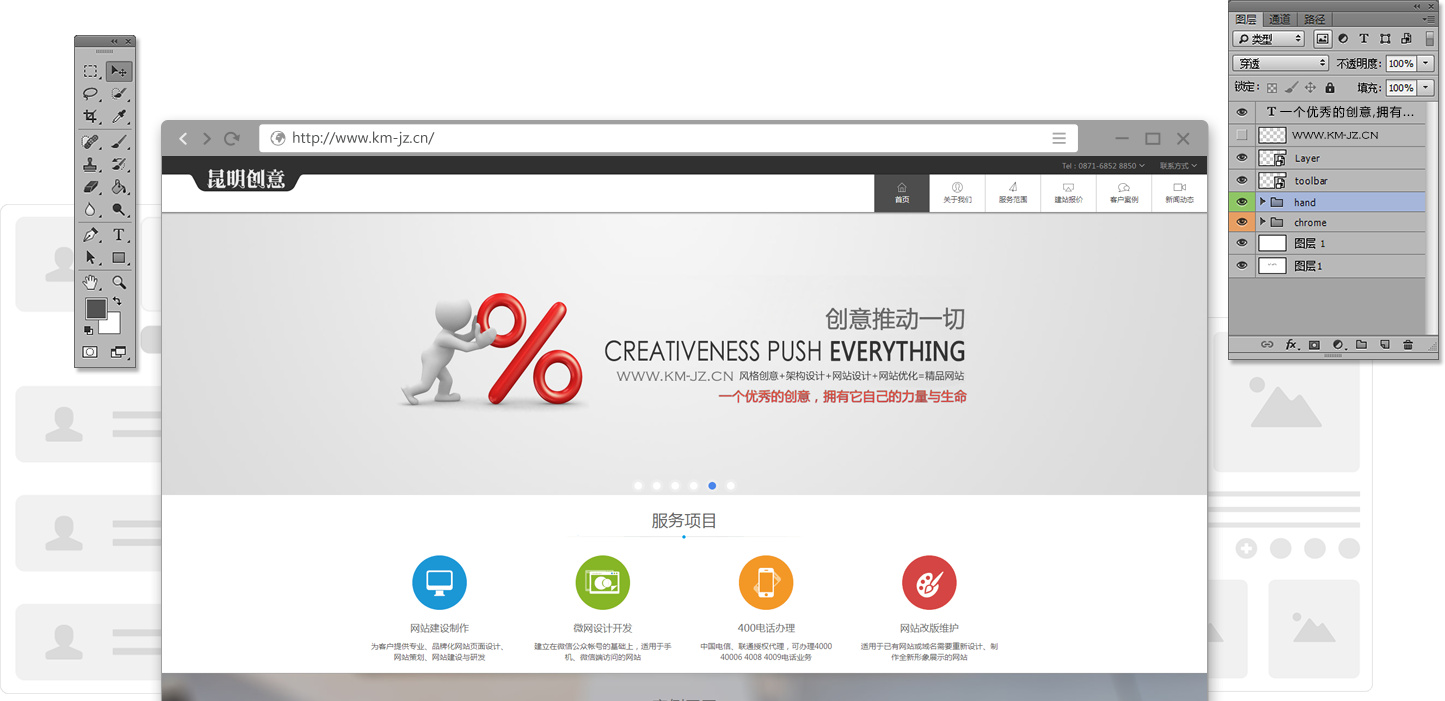 图层 通道 路径
类型
穿透 不透明度: 100%
锁定: 填充: 100%
T 一个优秀的创意,拥有...
WWW.KM-JZ.CN
Layer
toolbar
hand
chrome
图层 1
图层1
fx
http://www.km-jz.cn/
Tel : 0871-6852 8850 联系方式
昆明创意
首页 关于我们 服务范围 建站报价 客户案例 新闻动态
创意推动一切
CREATIVENESS PUSH EVERYTHING
WWW.KM-JZ.CN 风格创意+架构设计+网站设计+网站优化=精品网站
一个优秀的创意，拥有它自己的力量与生命
服务项目
网站建设制作
为客户提供专业、品牌化网站页面设计、
网站策划、网站建设与研发
微网设计开发
建立在微信公众帐号的基础上，适用于手
机、微信端访问的网站
400电话办理
中国电信、联通授权代理，可办理4000
40006 4008 4009电话业务
网站改版维护
适用于已有网站或域名需要重新设计、制
作全新形象展示的网站